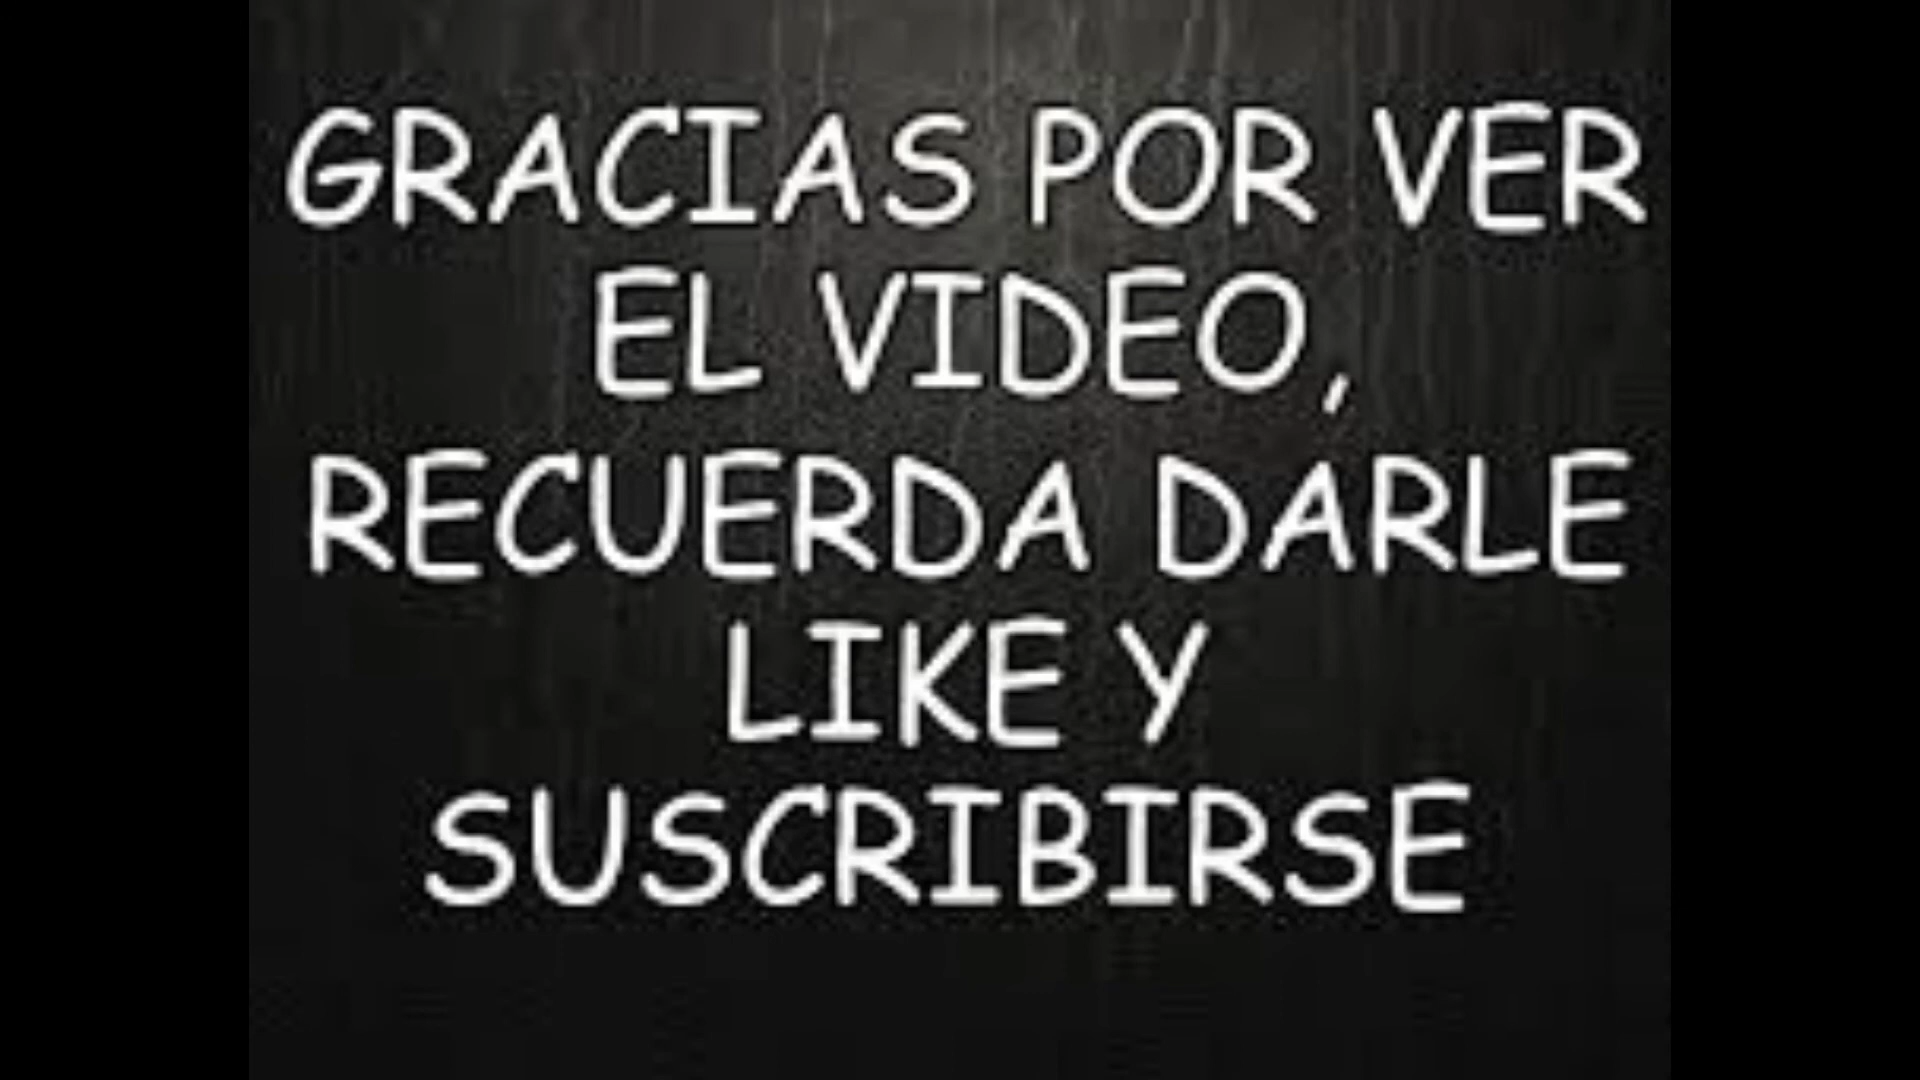 GRACIAS POR VER
EL VIDEO,
RECUERDA DARLE
LIKE Y
SUSCRIBIRSE